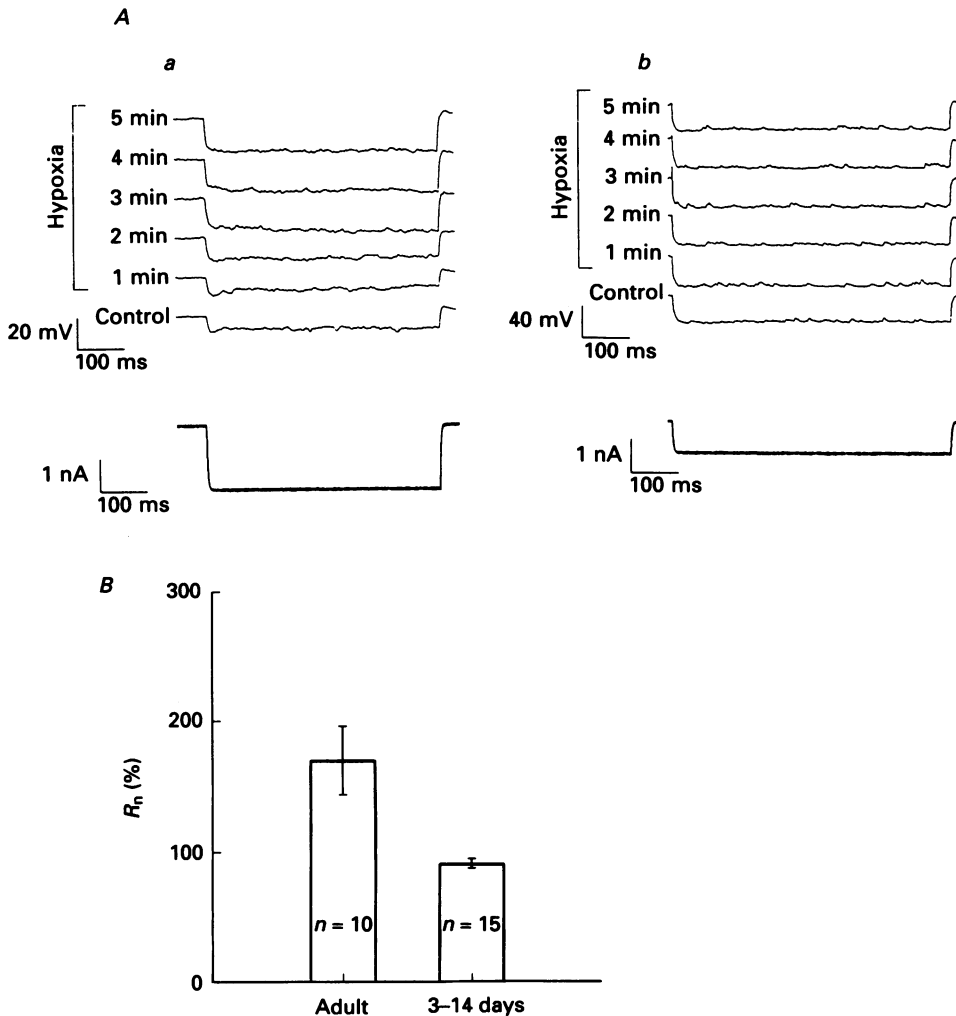 A
a
Hypoxia
5 min
4 min
3 min
2 min
1 min
Control
20 mV
100 ms
1 nA
100 ms
b
Hypoxia
5 min
4 min
3 min
2 min
1 min
Control
40 mV
100 ms
1 nA
100 ms
B
Rn (%)
300
200
100
0
n = 10
n = 15
Adult
3–14 days